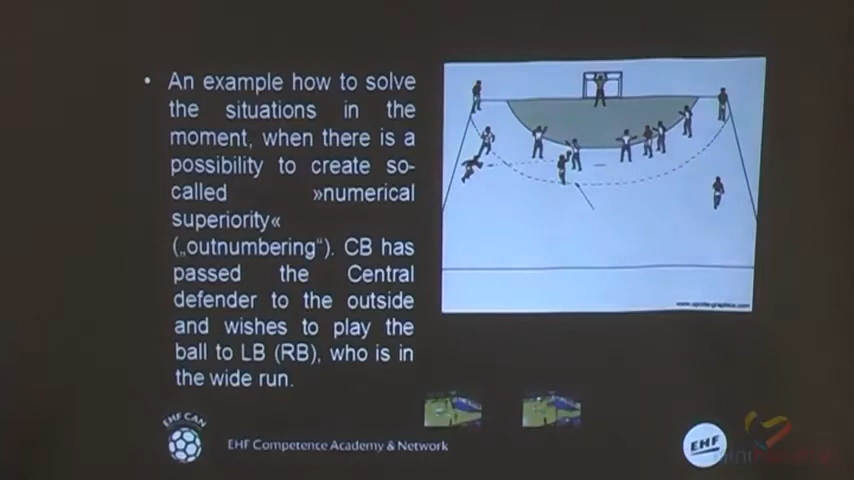 • An example how to solve
the situations in the
moment, when there is a
possibility to create so-
called »numerical
superiority«
(„outnumbering“). CB has
passed the Central
defender to the outside
and wishes to play the
ball to LB (RB), who is in
the wide run.
www.sports-graphics.com
EHF CAN
EHF Competence Academy & Network
EHF